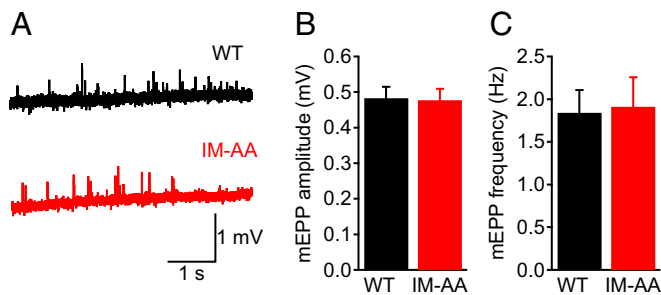 A
WT
IM-AA
1 mV
1 s
B
mEPP amplitude (mV)
0.6
0.5
0.4
0.3
0.2
0.1
0.0
WT IM-AA
C
mEPP frequency (Hz)
2.5
2.0
1.5
1.0
0.5
0.0
WT IM-AA